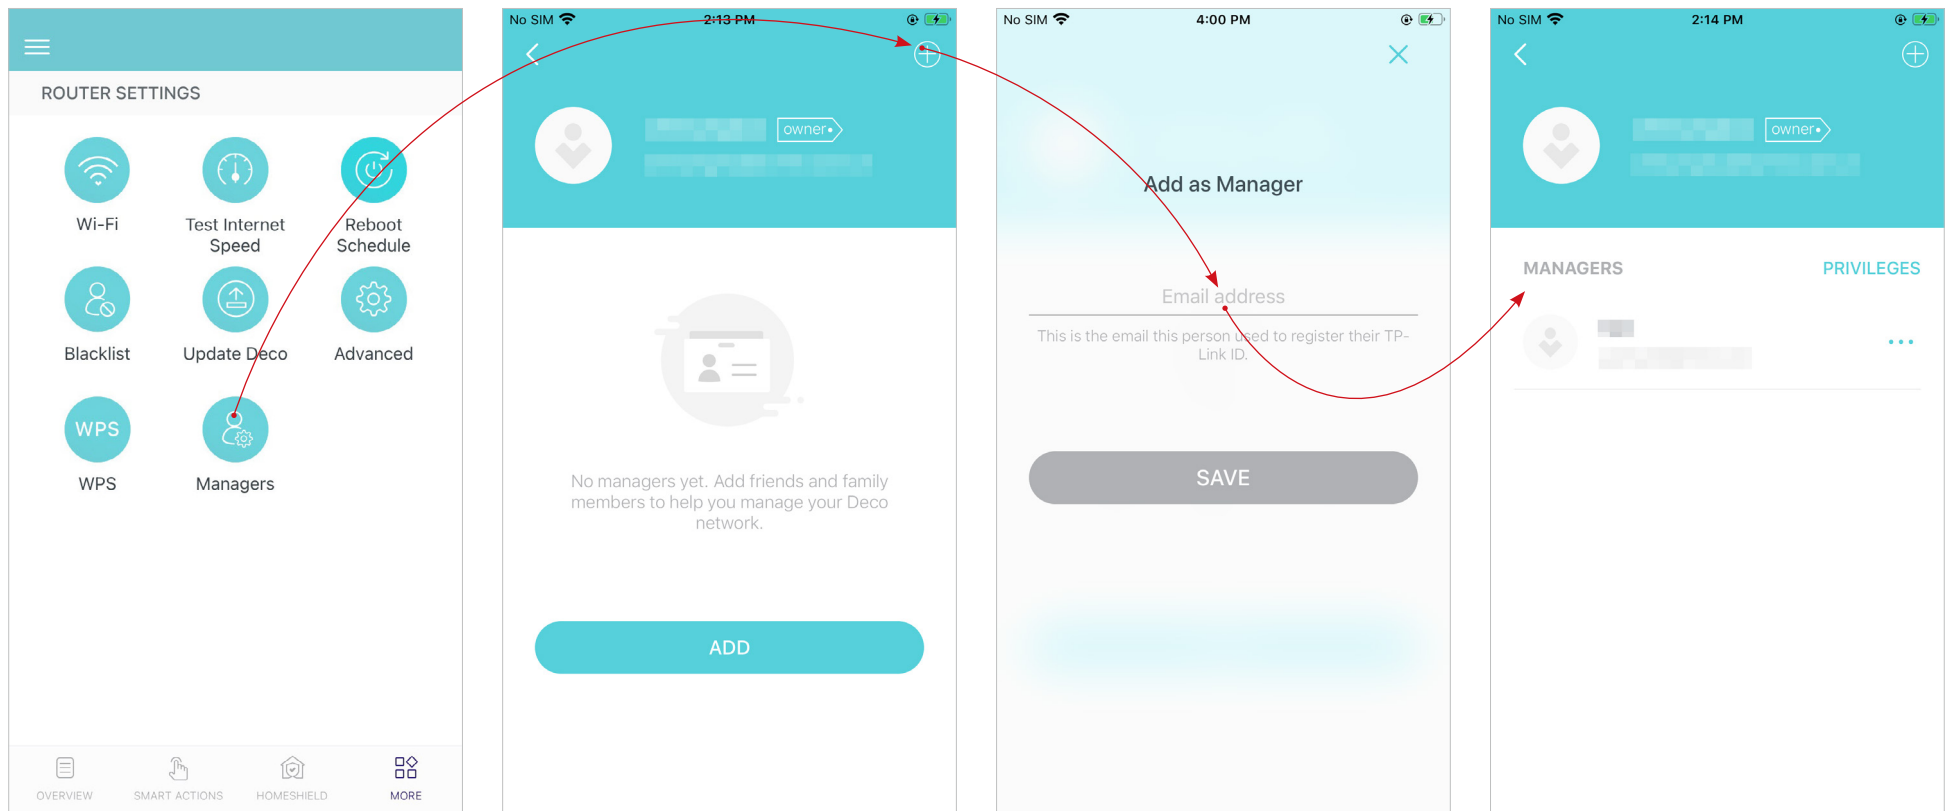 ROUTER SETTINGS
Wi-Fi
Test Internet
Speed
Reboot
Schedule
Blacklist
Update Deco
Advanced
WPS
WPS
Managers
OVERVIEW
SMART ACTIONS
HOMESHIELD
MORE
No SIM
2:13 PM
owner
No managers yet. Add friends and family
members to help you manage your Deco
network.
ADD
No SIM
4:00 PM
Add as Manager
Email address
This is the email this person used to register their TP-
Link ID.
SAVE
No SIM
2:14 PM
owner
MANAGERS
PRIVILEGES